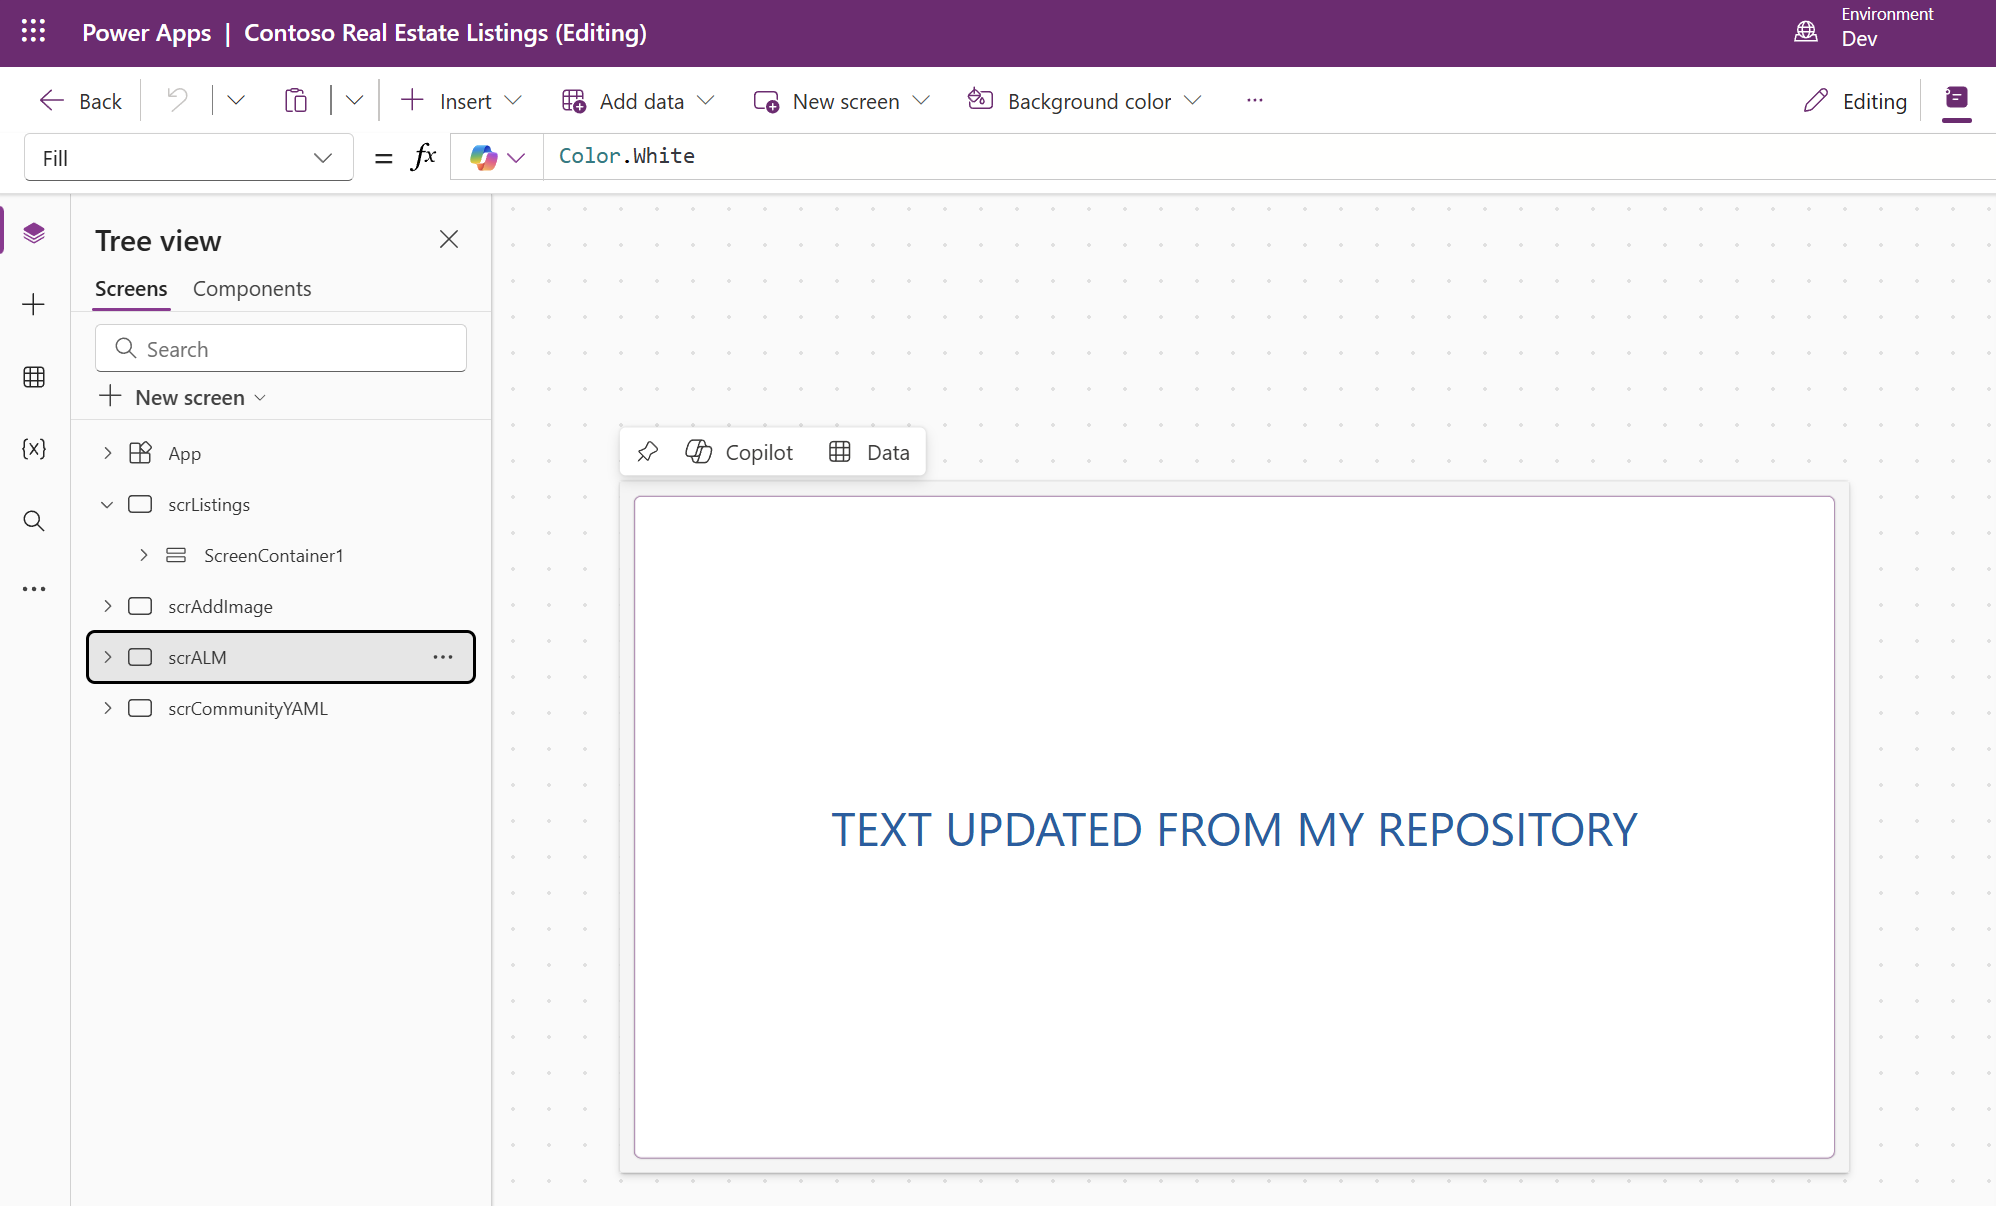 Power Apps | Contoso Real Estate Listings (Editing)
Environment
Dev
Back
Insert
Add data
New screen
Background color
Editing
Fill
= fx
Color.White
Tree view
Screens
Components
Search
New screen
App
scrListings
ScreenContainer1
scrAddImage
scrALM
scrCommunityYAML
Copilot
Data
TEXT UPDATED FROM MY REPOSITORY